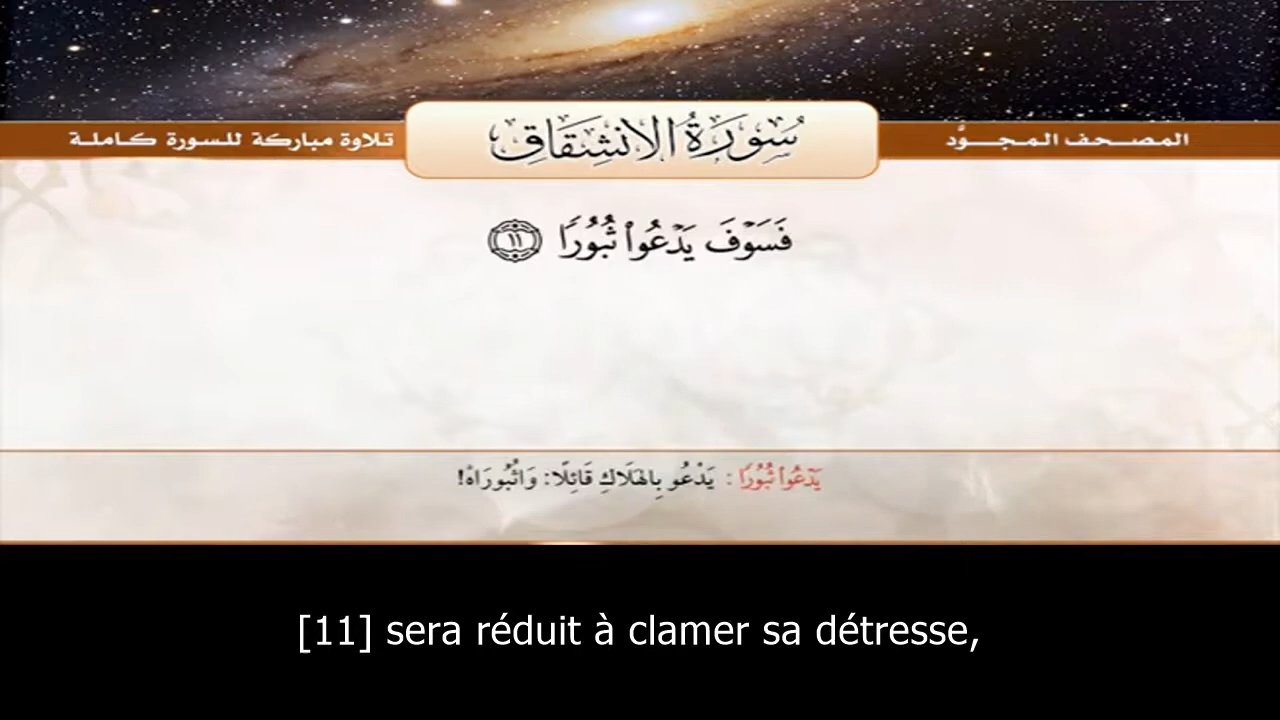 المصحف المجوَّد
سُورَةُ الانشِقَاقِ
تلاوة مباركة للسورة كاملة
فَسَوۡفَ يَدۡعُواْ ثُبُورٗا ١١
يَدۡعُواْ ثُبُورٗا : يَدْعُو بِالهَلَاكِ قَائِلًا: وَاثُبُورَاهْ!
[11] sera réduit à clamer sa détresse,